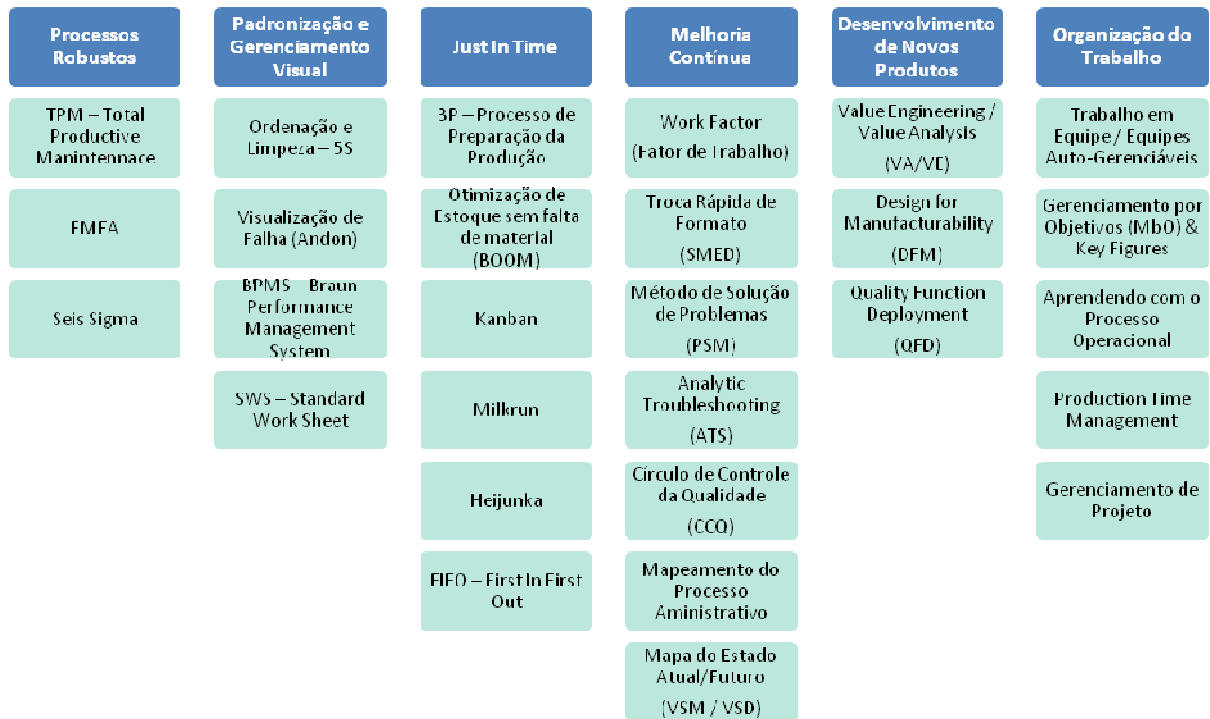 Processos
Robustos
TPM – Total
Productive
Manintennace
FMEA
Seis Sigma
Padronização e
Gerenciamento
Visual
Ordenação e
Limpeza – 5S
Visualização de
Falha (Andon)
BPMS – Braun
Performance
Management
System
SWS – Standard
Work Sheet
Just In Time
3P – Processo de
Preparação da
Produção
Otimização de
Estoque sem falta
de material
(BOOM)
Kanban
Milkrun
Heijunka
FIFO – First In First
Out
Melhoria
Contínue
Work Factor
(Fator de Trabalho)
Troca Rápida de
Formato
(SMED)
Método de Solução
de Problemas
(PSM)
Analytic
Troubleshooting
(ATS)
Círculo de Controle
da Qualidade
(CCQ)
Mapeamento do
Processo
Aministrativo
Mapa do Estado
Atual/Futuro
(VSM / VSD)
Desenvolvimento
de Novos
Produtos
Value Engineering /
Value Analysis
(VA/VE)
Design for
Manufacturability
(DFM)
Quality Function
Deployment
(QFD)
Organização do
Trabalho
Trabalho em
Equipe / Equipes
Auto-Gerenciáveis
Gerenciamento por
Objetivos (MbO) &
Key Figures
Aprendendo com o
Processo
Operacional
Production Time
Management
Gerenciamento de
Projeto